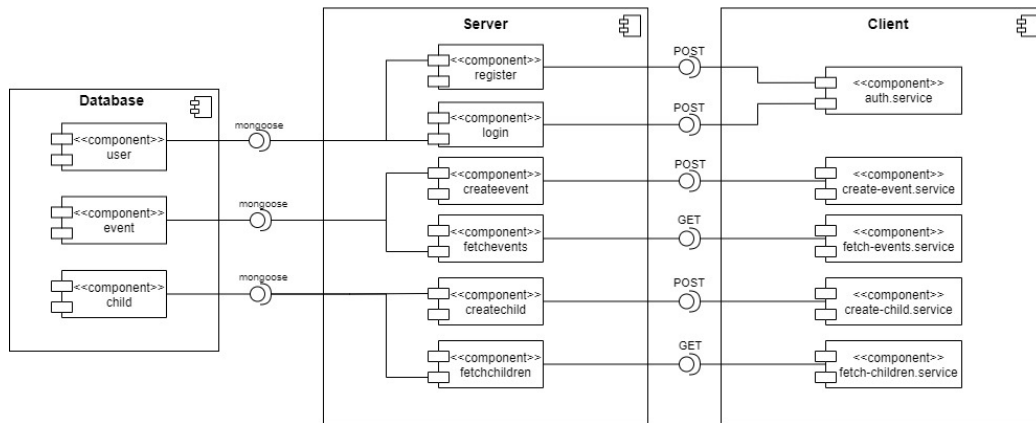 Database
<<component>>
user
<<component>>
event
<<component>>
child
mongoose
mongoose
mongoose
Server
<<component>>
register
<<component>>
login
<<component>>
createevent
<<component>>
fetchevents
<<component>>
createchild
<<component>>
fetchchildren
POST
POST
POST
GET
POST
GET
Client
<<component>>
auth.service
<<component>>
create-event.service
<<component>>
fetch-events.service
<<component>>
create-child.service
<<component>>
fetch-children.service